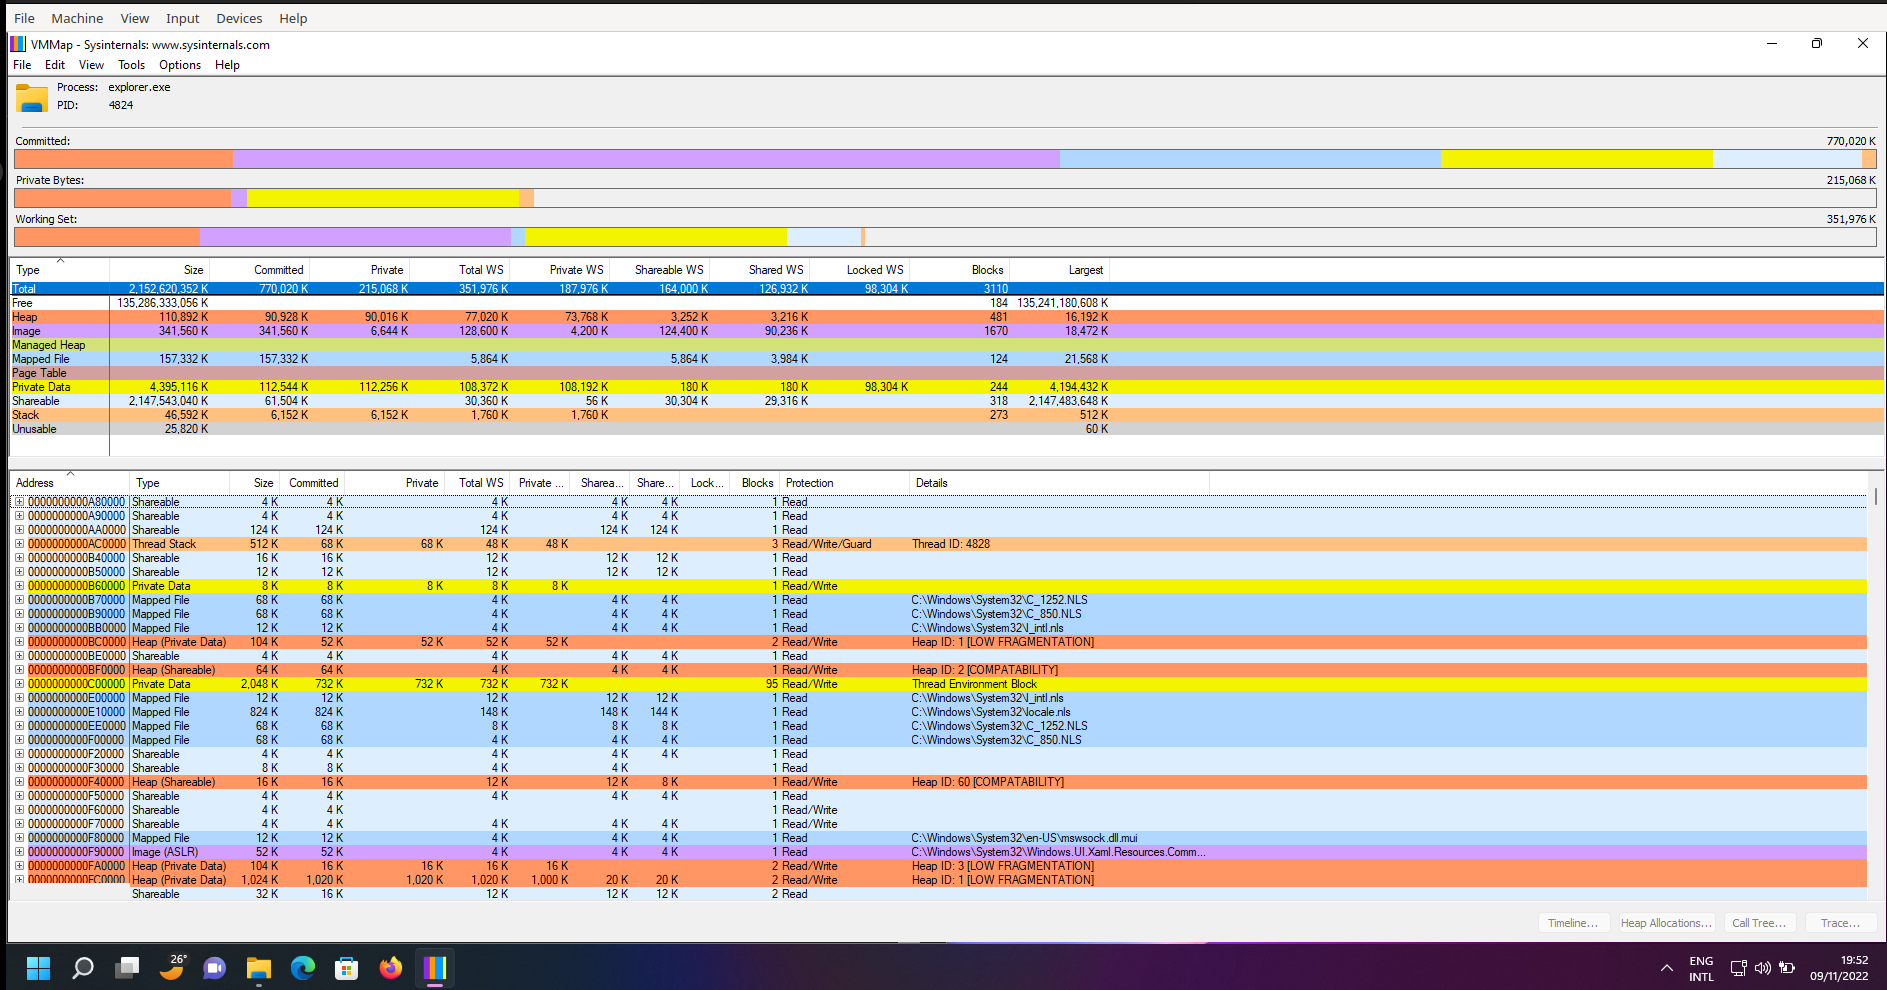 File Machine View Input Devices Help
VMMap - Sysinternals: www.sysinternals.com
File Edit View Tools Options Help
Process: explorer.exe
PID: 4824
Committed: 770,020 K
Private Bytes: 215,068 K
Working Set: 351,976 K
Type Size Committed Private Total WS Private WS Shareable WS Shared WS Locked WS Blocks Largest
Total 2,152,620,352 K 770,020 K 215,068 K 351,976 K 187,976 K 164,000 K 126,932 K 98,304 K 3110
Free 135,286,333,056 K 184 135,241,180,608 K
Heap 110,892 K 90,928 K 90,016 K 77,020 K 73,768 K 3,252 K 3,216 K 481 16,192 K
Image 341,560 K 341,560 K 6,644 K 128,600 K 4,200 K 124,400 K 90,236 K 1670 18,472 K
Managed Heap
Mapped File 157,332 K 157,332 K 5,864 K 5,864 K 3,984 K 124 21,568 K
Page Table
Private Data 4,395,116 K 112,544 K 112,256 K 108,372 K 108,192 K 180 K 180 K 98,304 K 244 4,194,432 K
Shareable 2,147,543,040 K 61,504 K 30,360 K 56 K 30,304 K 29,316 K 318 2,147,483,648 K
Stack 46,592 K 6,152 K 6,152 K 1,760 K 1,760 K 273 512 K
Unusable 25,820 K 60 K
Address Type Size Committed Private Total WS Private ... Sharea... Share... Lock... Blocks Protection Details
0000000000A80000 Shareable 4 K 4 K 4 K 4 K 4 K 1 Read
0000000000A90000 Shareable 4 K 4 K 4 K 4 K 4 K 1 Read
0000000000AA0000 Shareable 124 K 124 K 124 K 124 K 124 K 1 Read
0000000000AC0000 Thread Stack 512 K 68 K 68 K 48 K 48 K 3 Read/Write/Guard Thread ID: 4828
0000000000B40000 Shareable 16 K 16 K 12 K 12 K 12 K 1 Read
0000000000B50000 Shareable 12 K 12 K 12 K 12 K 12 K 1 Read
0000000000B60000 Private Data 8 K 8 K 8 K 8 K 8 K 1 Read/Write
0000000000B70000 Mapped File 68 K 68 K 4 K 4 K 4 K 1 Read C:\Windows\System32\C_1252.NLS
0000000000B90000 Mapped File 68 K 68 K 4 K 4 K 4 K 1 Read C:\Windows\System32\C_850.NLS
0000000000BB0000 Mapped File 12 K 12 K 4 K 4 K 4 K 1 Read C:\Windows\System32\l_intl.nls
0000000000BC0000 Heap (Private Data) 104 K 52 K 52 K 52 K 52 K 2 Read/Write Heap ID: 1 [LOW FRAGMENTATION]
0000000000BE0000 Shareable 4 K 4 K 4 K 4 K 4 K 1 Read
0000000000BF0000 Heap (Shareable) 64 K 64 K 4 K 4 K 4 K 1 Read/Write Heap ID: 2 [COMPATABILITY]
0000000000C00000 Private Data 2,048 K 732 K 732 K 732 K 732 K 95 Read/Write Thread Environment Block
0000000000E00000 Mapped File 12 K 12 K 12 K 12 K 12 K 1 Read C:\Windows\System32\l_intl.nls
0000000000E10000 Mapped File 824 K 824 K 148 K 148 K 144 K 1 Read C:\Windows\System32\locale.nls
0000000000EE0000 Mapped File 68 K 68 K 8 K 8 K 8 K 1 Read C:\Windows\System32\C_1252.NLS
0000000000F00000 Mapped File 68 K 68 K 4 K 4 K 4 K 1 Read C:\Windows\System32\C_850.NLS
0000000000F20000 Shareable 4 K 4 K 4 K 4 K 4 K 1 Read
0000000000F30000 Shareable 8 K 8 K 4 K 4 K 1 Read
0000000000F40000 Heap (Shareable) 16 K 16 K 12 K 12 K 8 K 1 Read/Write Heap ID: 60 [COMPATABILITY]
0000000000F50000 Shareable 4 K 4 K 4 K 4 K 4 K 1 Read
0000000000F60000 Shareable 4 K 4 K 1 Read/Write
0000000000F70000 Shareable 4 K 4 K 4 K 4 K 4 K 1 Read/Write
0000000000F80000 Mapped File 12 K 12 K 4 K 4 K 4 K 1 Read C:\Windows\System32\en-US\mswsock.dll.mui
0000000000F90000 Image (ASLR) 52 K 52 K 4 K 4 K 4 K 1 Read C:\Windows\System32\Windows.UI.Xaml.Resources.Comm...
0000000000FA0000 Heap (Private Data) 104 K 16 K 16 K 16 K 16 K 2 Read/Write Heap ID: 3 [LOW FRAGMENTATION]
0000000000FC0000 Heap (Private Data) 1,024 K 1,020 K 1,020 K 1,020 K 1,000 K 20 K 20 K 2 Read/Write Heap ID: 1 [LOW FRAGMENTATION]
Shareable 32 K 16 K 12 K 12 K 12 K 2 Read
Timeline... Heap Allocations... Call Tree... Trace...
26°
ENG
INTL
19:52
09/11/2022